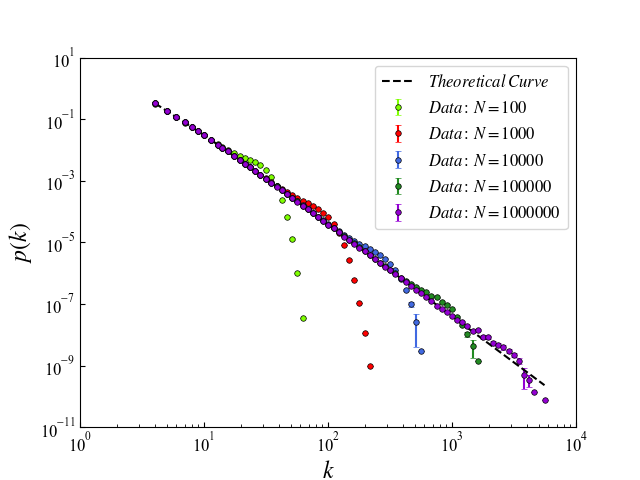 p(k)
10^1
10^{-1}
10^{-3}
10^{-5}
10^{-7}
10^{-9}
10^{-11}
Theoretical Curve
Data: N = 100
Data: N = 1000
Data: N = 10000
Data: N = 100000
Data: N = 1000000
10^0 10^1 10^2 10^3 10^4
k